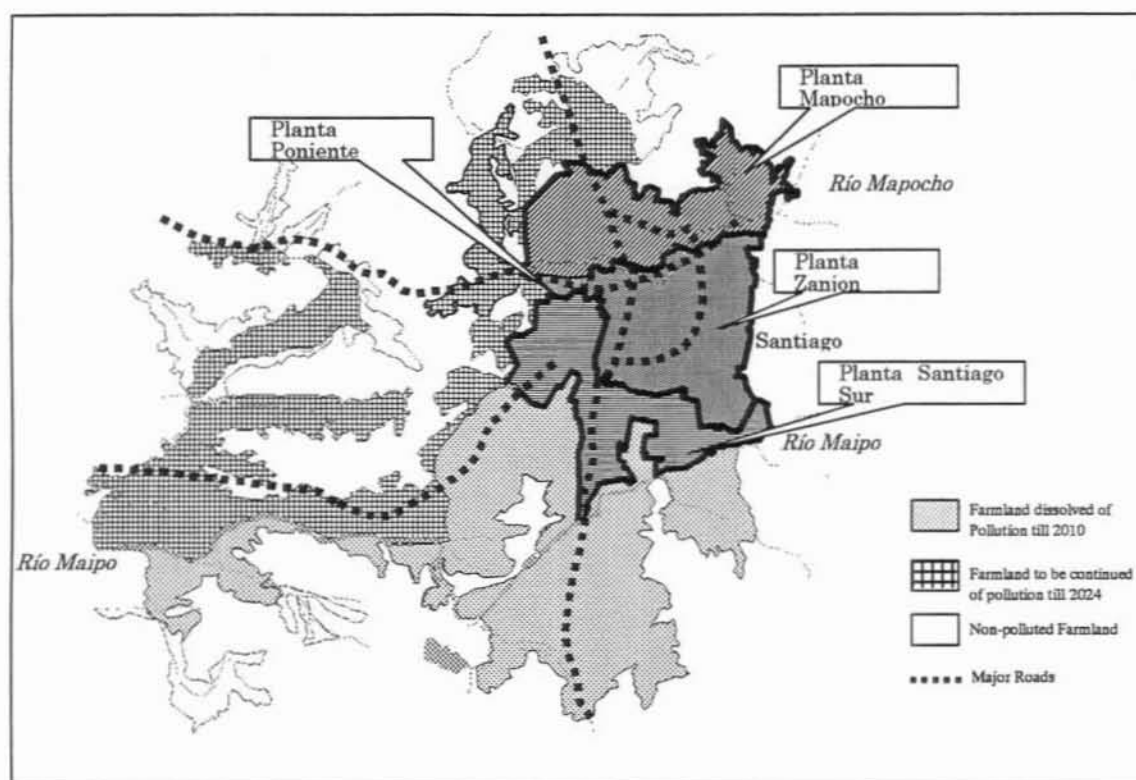 Planta
Mapocho
Planta
Poniente
Río Mapocho
Planta
Zanjon
Santiago
Planta Santiago
Sur
Río Maipo
Farmland dissolved of
Pollution till 2010
Río Maipo
Farmland to be continued
of pollution till 2024
Non-polluted Farmland
Major Roads